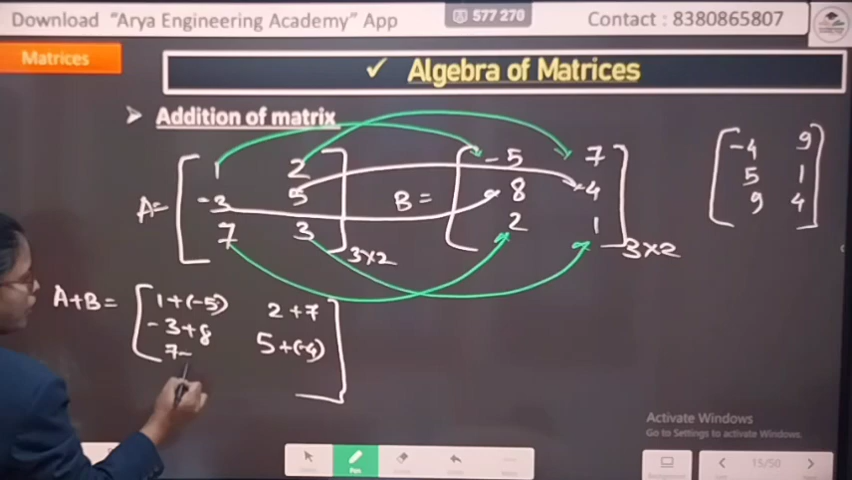 Download “Arya Engineering Academy” App
577 270
Contact : 8380865807
Matrices
✓ Algebra of Matrices
➤ Addition of matrix
A = [ 1 2
-3 5
7 3 ] 3×2
B = [ -5 7
8 -4
2 1 ] 3×2
[ -4 9
5 1
9 4 ]
A+B = [ 1+(-5) 2+7
-3+8 5+(-4)
7-
Activate Windows
Go to Settings to activate Windows.
Pen
15/50